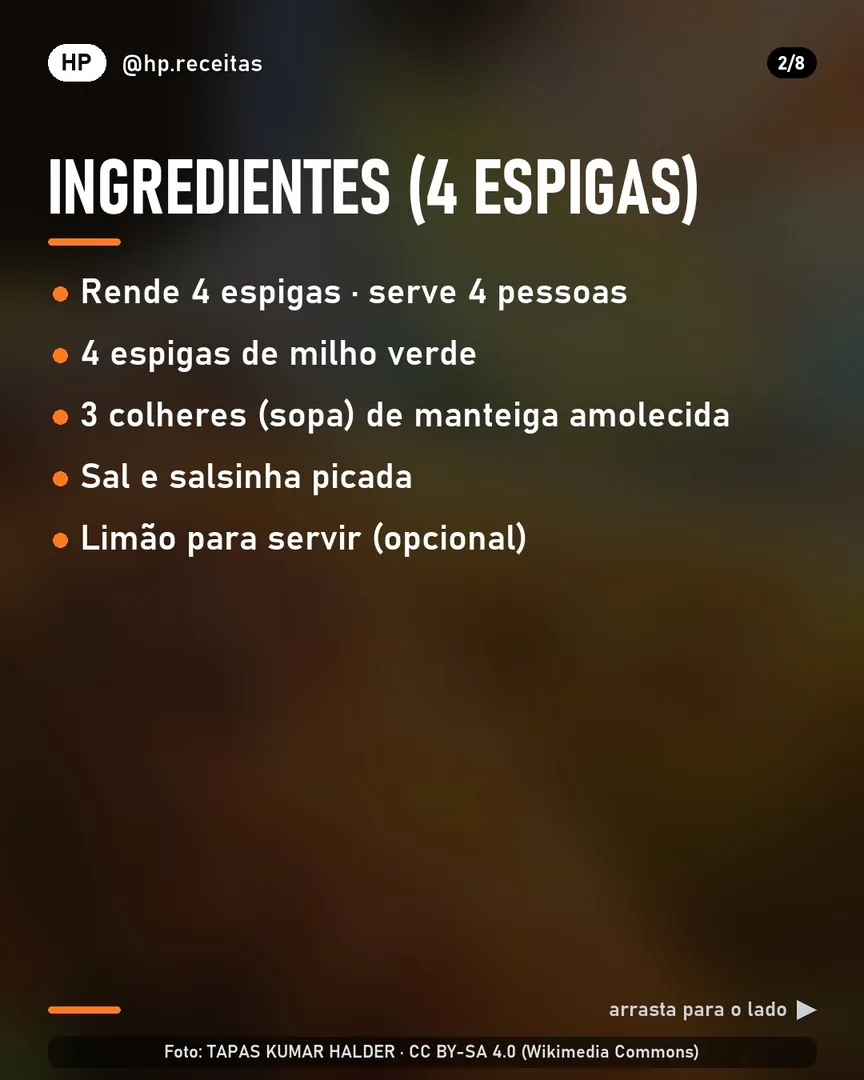 HP @hp.receitas 2/8
INGREDIENTES (4 ESPIGAS)
Rende 4 espigas · serve 4 pessoas
4 espigas de milho verde
3 colheres (sopa) de manteiga amolecida
Sal e salsinha picada
Limão para servir (opcional)
arrasta para o lado ▶
Foto: TAPAS KUMAR HALDER · CC BY-SA 4.0 (Wikimedia Commons)